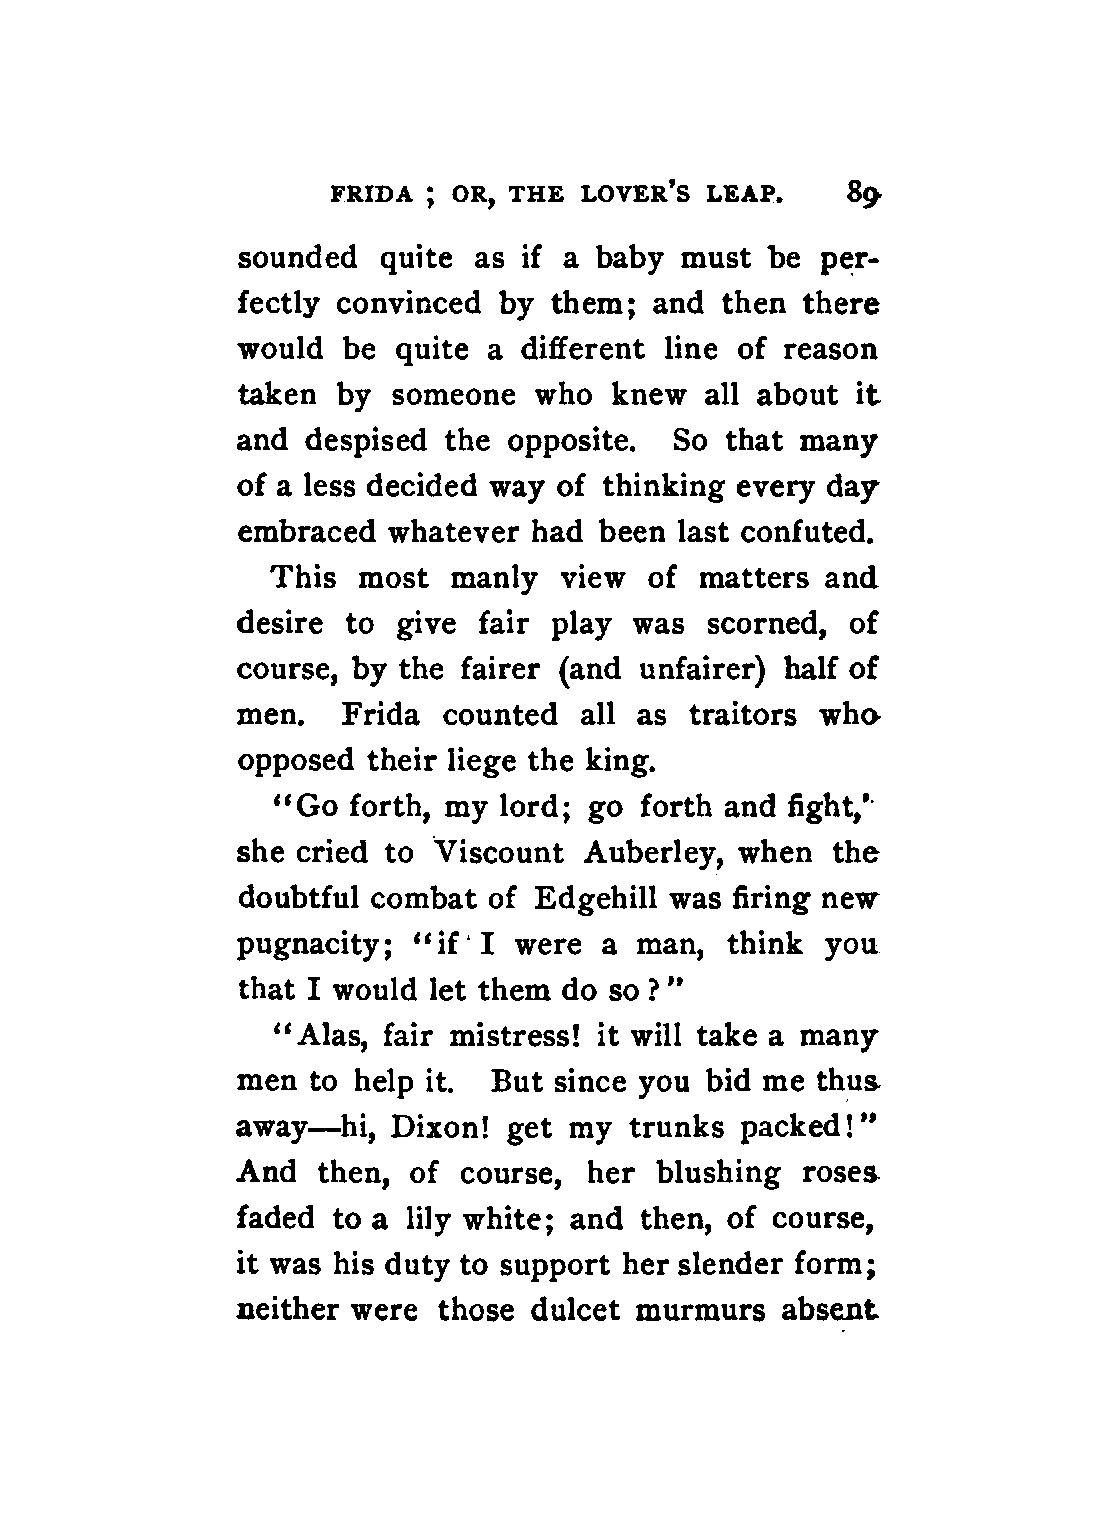 FRIDA ; OR, THE LOVER'S LEAP. 89
sounded quite as if a baby must be per-
fectly convinced by them; and then there
would be quite a different line of reason
taken by someone who knew all about it
and despised the opposite. So that many
of a less decided way of thinking every day
embraced whatever had been last confuted.
This most manly view of matters and
desire to give fair play was scorned, of
course, by the fairer (and unfairer) half of
men. Frida counted all as traitors who
opposed their liege the king.
"Go forth, my lord; go forth and fight,"
she cried to Viscount Auberley, when the
doubtful combat of Edgehill was firing new
pugnacity; "if I were a man, think you
that I would let them do so?"
"Alas, fair mistress! it will take a many
men to help it. But since you bid me thus
away—hi, Dixon! get my trunks packed!"
And then, of course, her blushing roses
faded to a lily white; and then, of course,
it was his duty to support her slender form;
neither were those dulcet murmurs absent